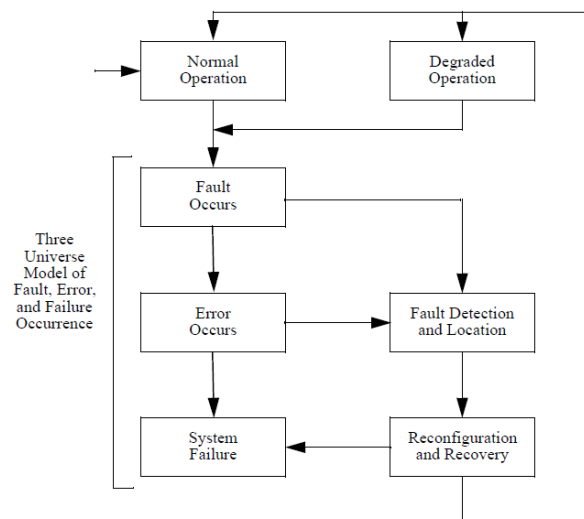 Normal
Operation
Degraded
Operation
Fault
Occurs
Three
Universe
Model of
Fault, Error,
and Failure
Occurrence
Error
Occurs
Fault Detection
and Location
System
Failure
Reconfiguration
and Recovery